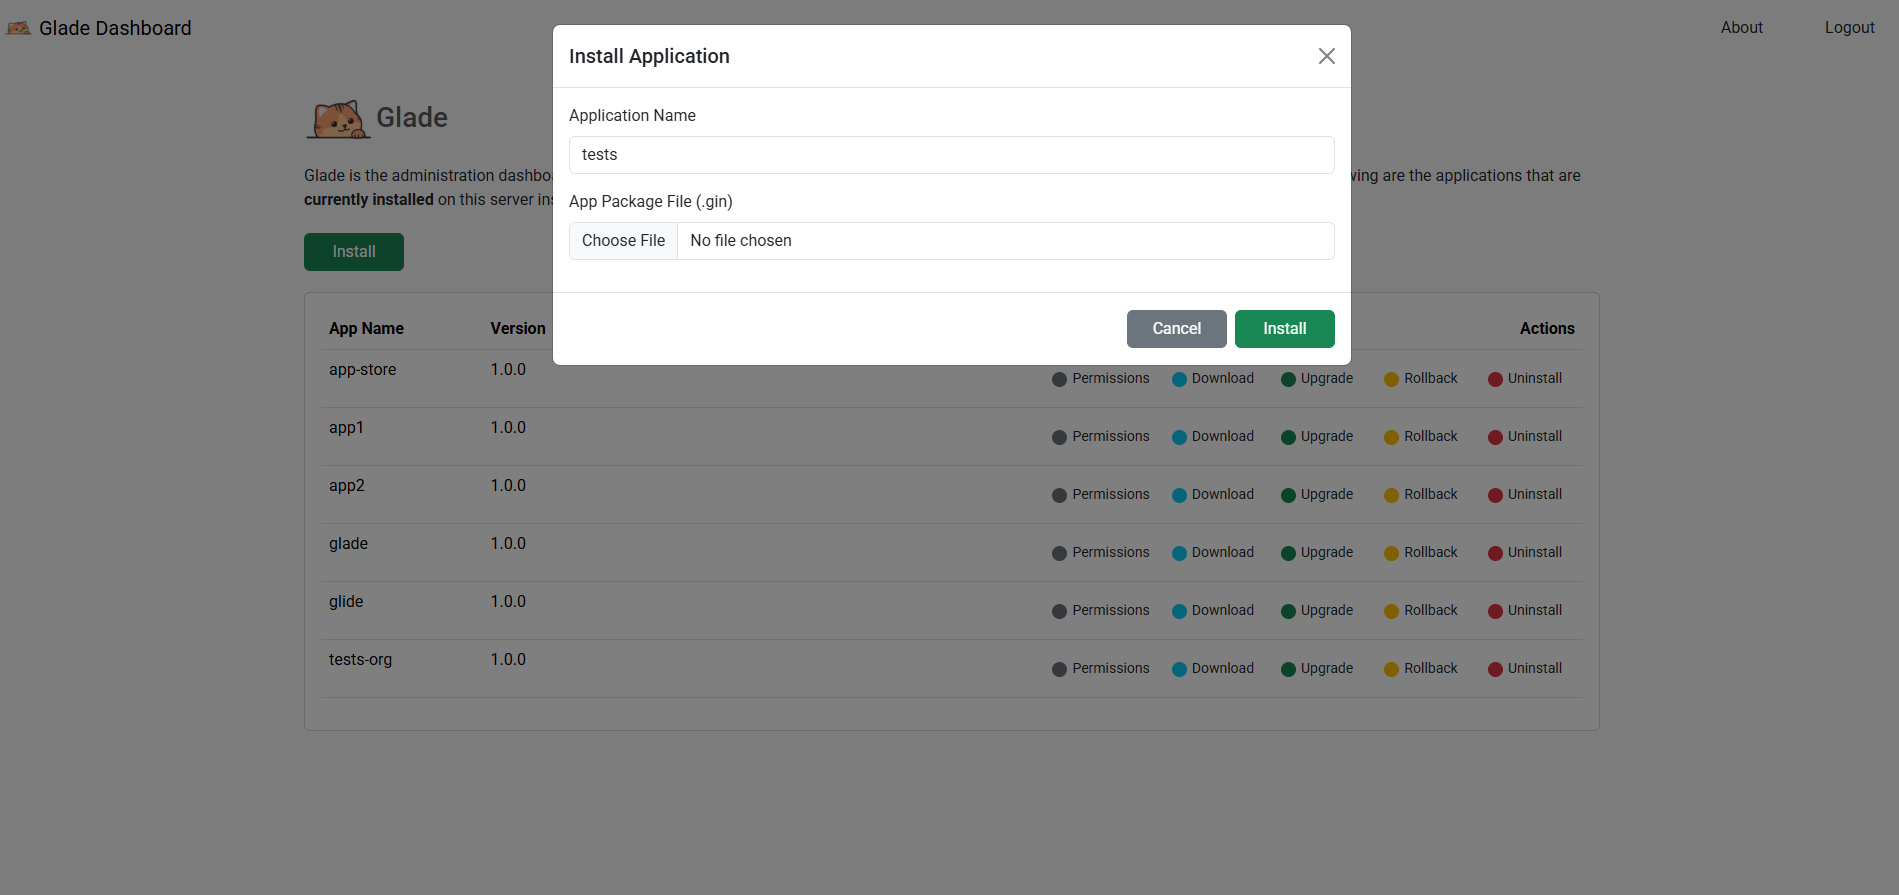 Glade Dashboard
About
Logout
Install Application
Application Name
tests
App Package File (.gin)
Choose File No file chosen
Cancel Install
Glade
Glade is the administration dashbo
wing are the applications that are
currently installed on this server ins
Install
App Name Version Actions
app-store 1.0.0 Permissions Download Upgrade Rollback Uninstall
app1 1.0.0 Permissions Download Upgrade Rollback Uninstall
app2 1.0.0 Permissions Download Upgrade Rollback Uninstall
glade 1.0.0 Permissions Download Upgrade Rollback Uninstall
glide 1.0.0 Permissions Download Upgrade Rollback Uninstall
tests-org 1.0.0 Permissions Download Upgrade Rollback Uninstall